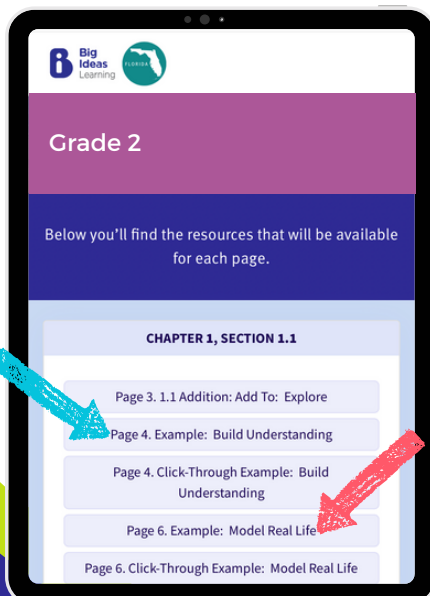 Big
Ideas
Learning
FLORIDA
Grade 2
Below you'll find the resources that will be available
for each page.
CHAPTER 1, SECTION 1.1
Page 3. 1.1 Addition: Add To: Explore
Page 4. Example: Build Understanding
Page 4. Click-Through Example: Build
Understanding
Page 6. Example: Model Real Life
Page 6. Click-Through Example: Model Real Life